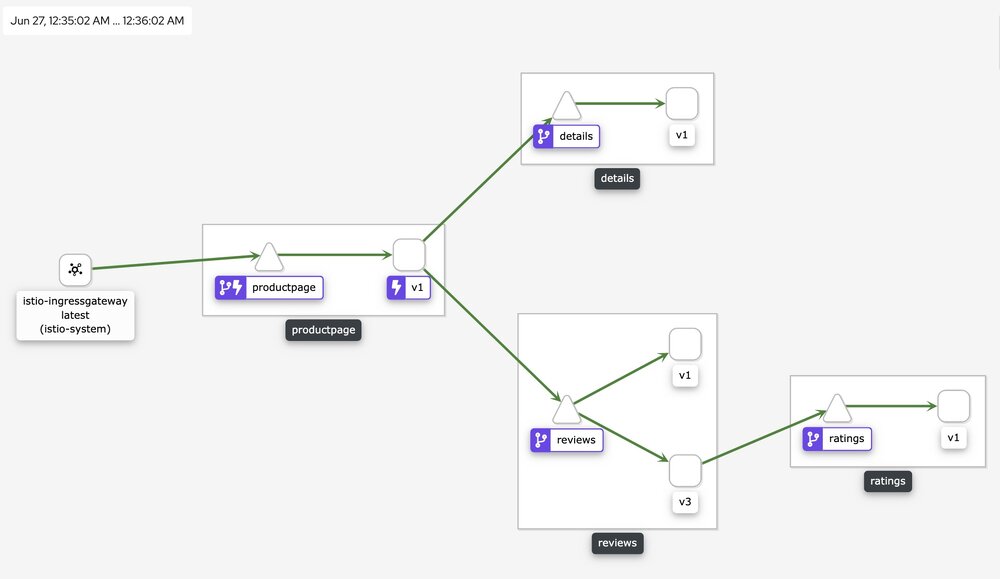 Jun 27, 12:35:02 AM ... 12:36:02 AM
details
v1
details
productpage
v1
istio-ingressgateway
latest
(istio-system)
productpage
v1
reviews
v3
ratings
v1
ratings
reviews